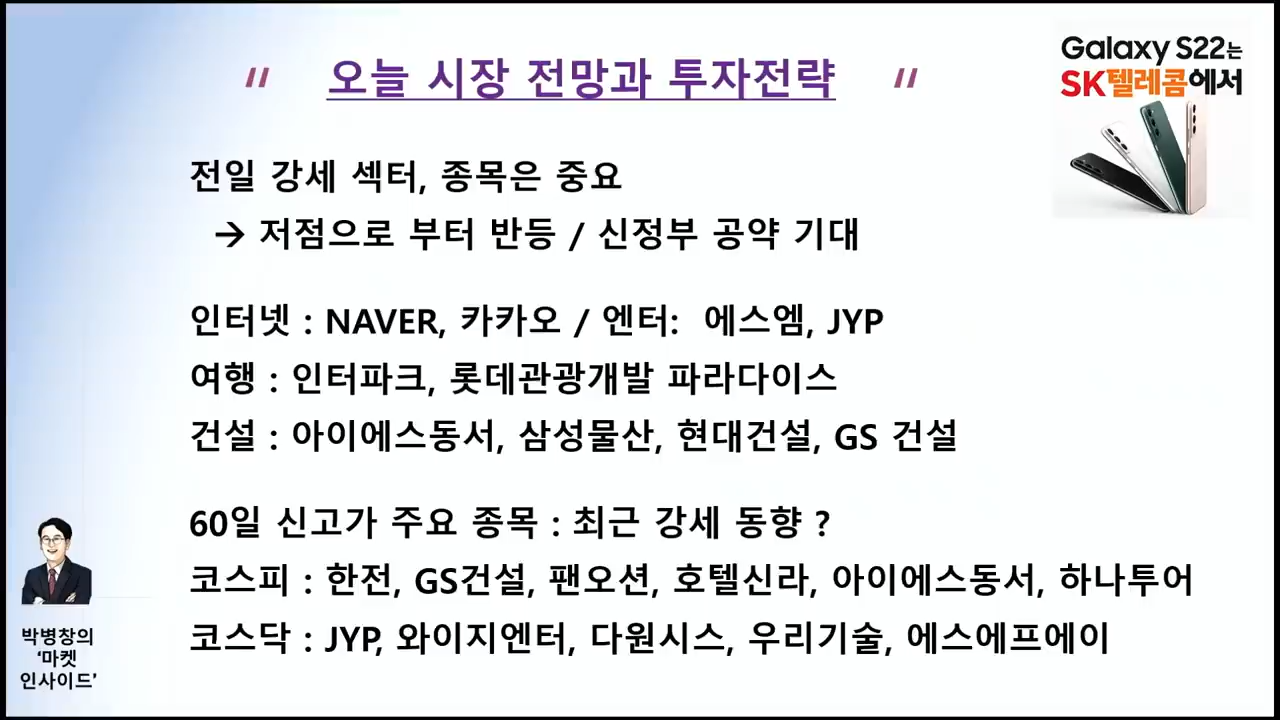 " 오늘 시장 전망과 투자전략 "
Galaxy S22는
SK텔레콤에서
전일 강세 섹터, 종목은 중요
→ 저점으로 부터 반등 / 신정부 공약 기대
인터넷 : NAVER, 카카오 / 엔터: 에스엠, JYP
여행 : 인터파크, 롯데관광개발 파라다이스
건설 : 아이에스동서, 삼성물산, 현대건설, GS 건설
60일 신고가 주요 종목 : 최근 강세 동향 ?
코스피 : 한전, GS건설, 팬오션, 호텔신라, 아이에스동서, 하나투어
코스닥 : JYP, 와이지엔터, 다원시스, 우리기술, 에스에프에이
박병창의
‘마켓
인사이드’